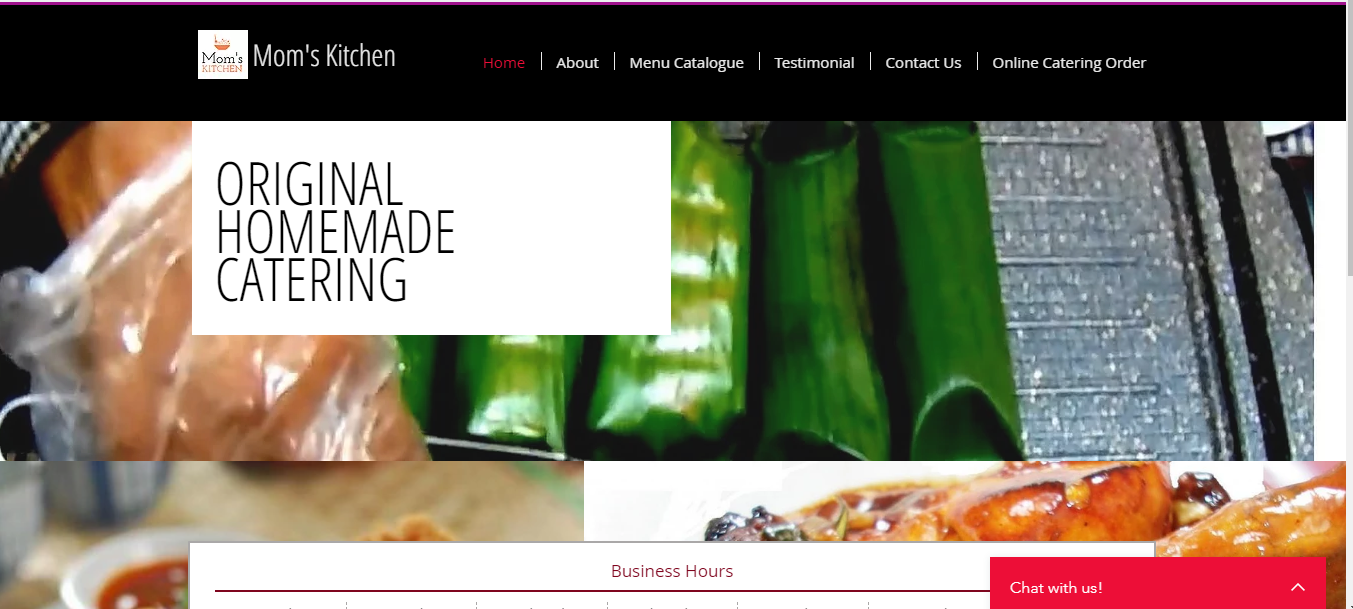 Mom's
KITCHEN
Mom's Kitchen
Home
About
Menu Catalogue
Testimonial
Contact Us
Online Catering Order
ORIGINAL
HOMEMADE
CATERING
Business Hours
Chat with us!